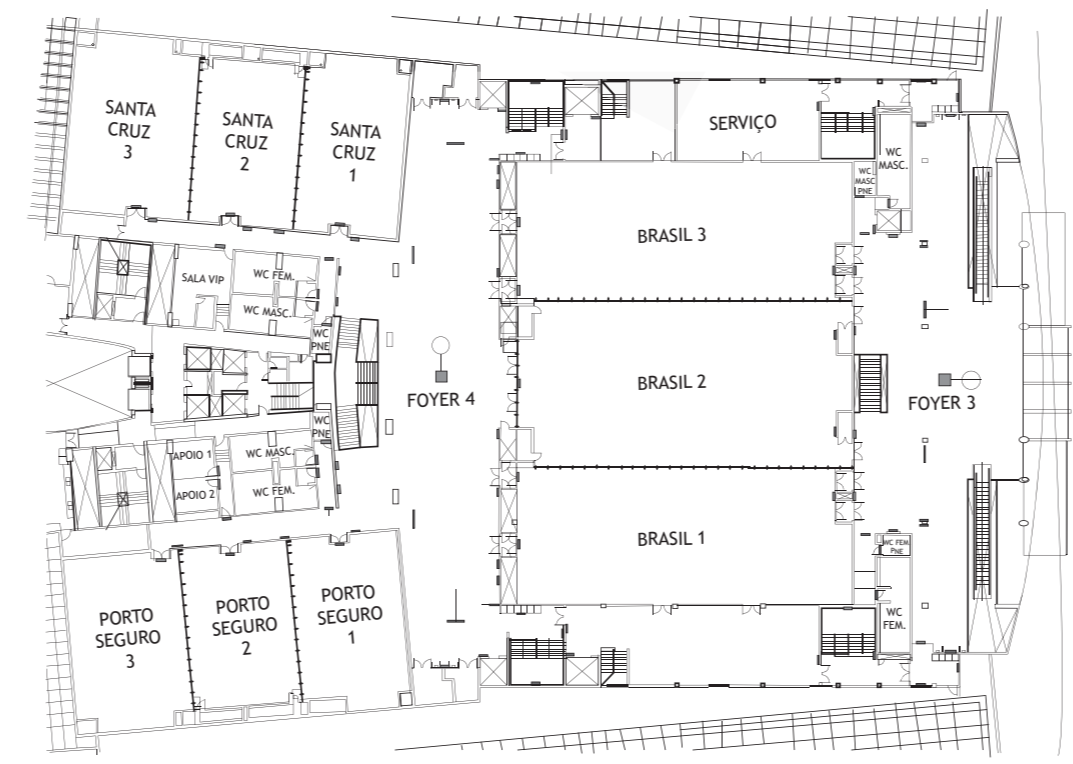 SANTA
CRUZ
3
SANTA
CRUZ
2
SANTA
CRUZ
1
SERVIÇO
WC
MASC.
WC
MASC
PNE
BRASIL 3
SALA VIP
WC FEM.
WC MASC.
WC
PNE
BRASIL 2
FOYER 4
FOYER 3
WC
PNE
APOIO 1
WC MASC.
APOIO 2
WC FEM.
BRASIL 1
WC FEM
PNE
WC
FEM.
PORTO
SEGURO
3
PORTO
SEGURO
2
PORTO
SEGURO
1